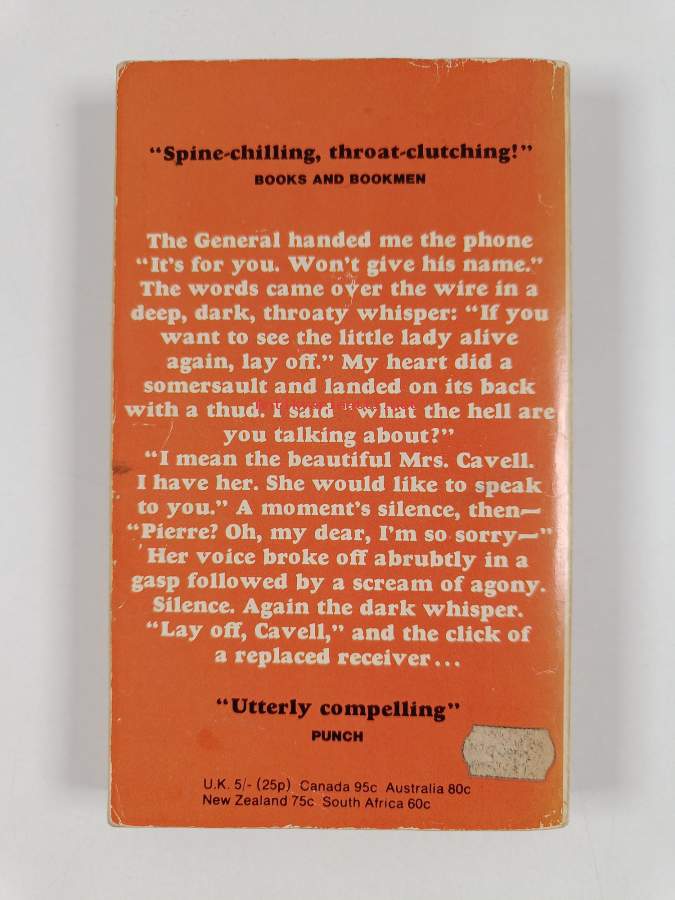 “Spine-chilling, throat-clutching!”
BOOKS AND BOOKMEN
The General handed me the phone
“It’s for you. Won’t give his name.”
The words came over the wire in a
deep, dark, throaty whisper: “If you
want to see the little lady alive
again, lay off.” My heart did a
somersault and landed on its back
with a thud. I said “what the hell are
you talking about?”
“I mean the beautiful Mrs. Cavell.
I have her. She would like to speak
to you.” A moment’s silence, then—
“Pierre? Oh, my dear, I’m so sorry—”
Her voice broke off abrubtly in a
gasp followed by a scream of agony.
Silence. Again the dark whisper.
“Lay off, Cavell,” and the click of
a replaced receiver...
“Utterly compelling”
PUNCH
U.K. 5/- (25p) Canada 95c Australia 80c
New Zealand 75c South Africa 60c